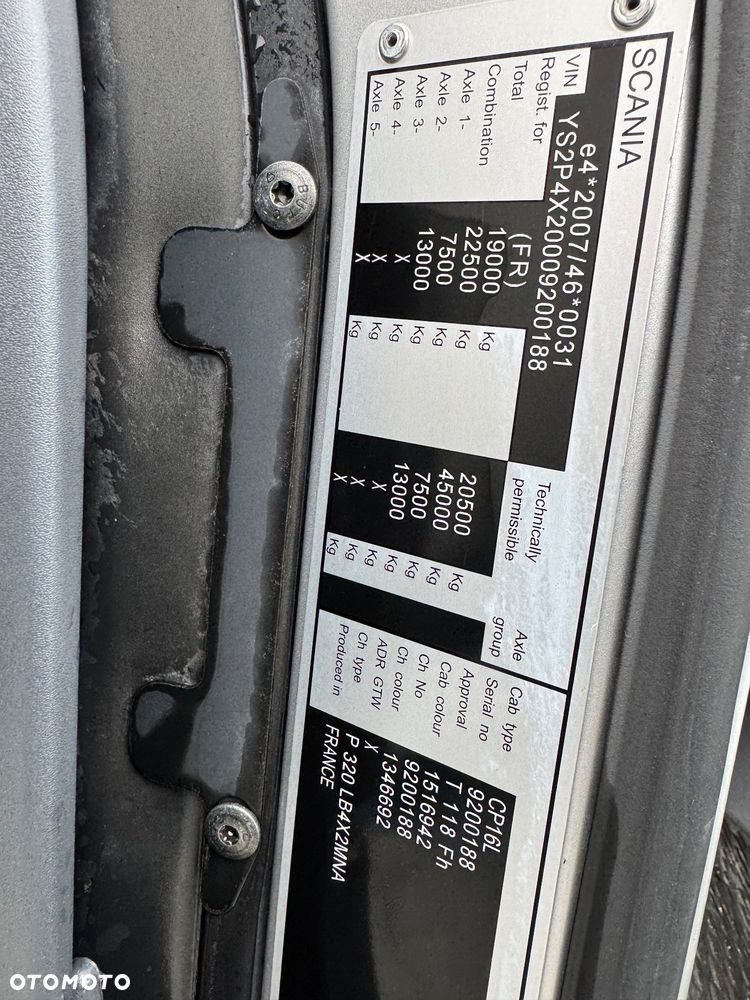 SCANIA
e4*2007/46*0031
VIN YS2P4X20009200188
Regist. for (FR) Technically permissible Axle group
Total 19000 Kg 20500 Kg
Combination 22500 Kg 45000 Kg
Axle 1- 7500 Kg 7500 Kg
Axle 2- 13000 Kg 13000 Kg
Axle 3- X Kg X Kg
Axle 4- X Kg X Kg
Axle 5- X Kg X Kg
Cab type CP16L
Serial no 9200188
Approval T 118 Fh
Cab colour 1516942
Ch No 9200188
Ch colour 1346692
ADR GTW X
Ch type P 320 LB4X2MNA
Produced in FRANCE
OTOMOTO